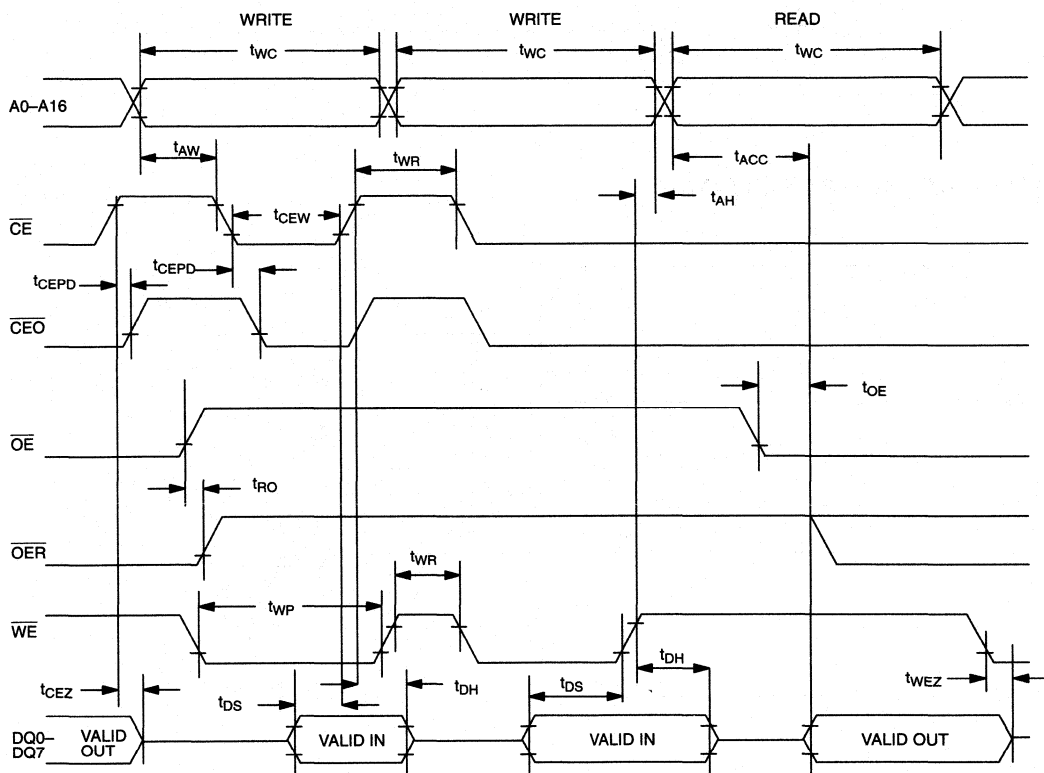 WRITE WRITE READ
tWC tWC tWC
A0–A16
tAW tWR tACC
tAH
CE tCEW
tCEPD tCEPD
CEO
tOE
OE
tRO
OER
tWR
tWP
WE
tDH
tCEZ tDS tDH tDS tWEZ
DQ0–DQ7 VALID OUT VALID IN VALID IN VALID OUT